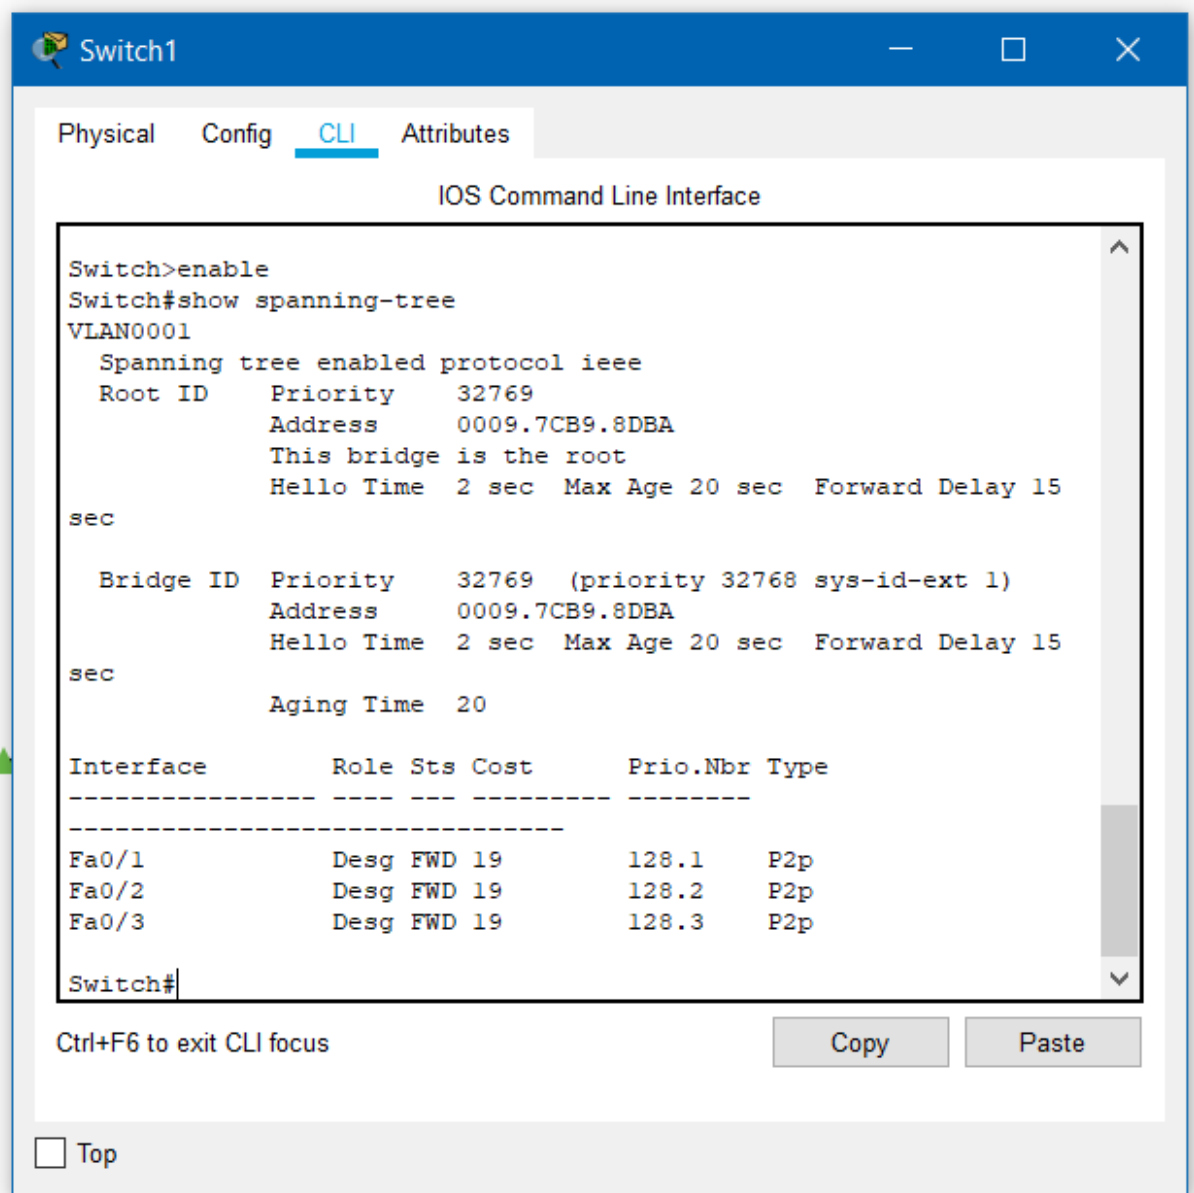 Switch1
Physical Config CLI Attributes
IOS Command Line Interface
Switch>enable
Switch#show spanning-tree
VLAN0001
  Spanning tree enabled protocol ieee
  Root ID    Priority    32769
             Address     0009.7CB9.8DBA
             This bridge is the root
             Hello Time  2 sec  Max Age 20 sec  Forward Delay 15
sec
  Bridge ID  Priority    32769  (priority 32768 sys-id-ext 1)
             Address     0009.7CB9.8DBA
             Hello Time  2 sec  Max Age 20 sec  Forward Delay 15
sec
             Aging Time  20
Interface        Role Sts Cost      Prio.Nbr Type
---------------- ---- --- --------- --------
--------------------------------
Fa0/1            Desg FWD 19        128.1    P2p
Fa0/2            Desg FWD 19        128.2    P2p
Fa0/3            Desg FWD 19        128.3    P2p
Switch#
Ctrl+F6 to exit CLI focus Copy Paste
Top